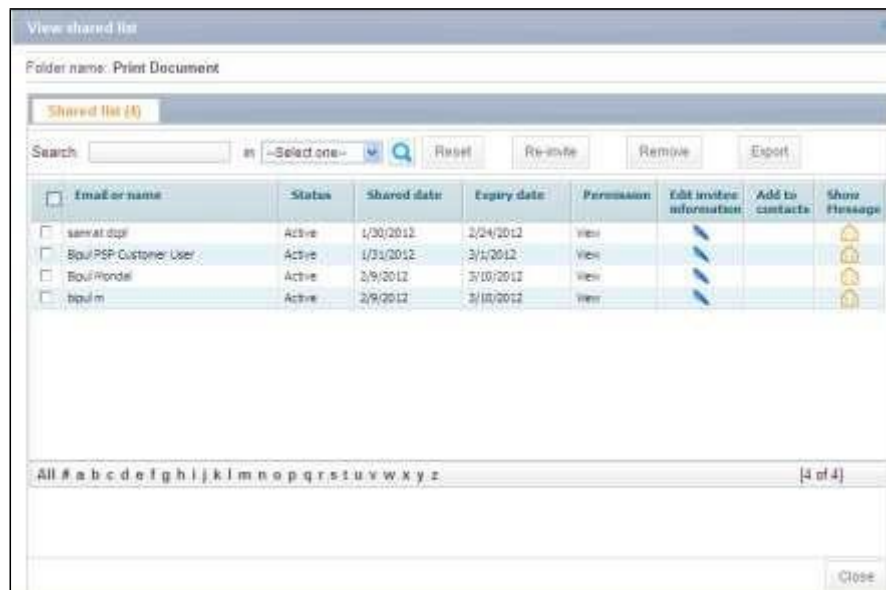 View shared list
Folder name: Print Document
Shared list (4)
Search in --Select one-- Reset Re-invite Remove Export
Email or name Status Shared date Expiry date Permission Edit invitee information Add to contacts Show Message
Active 1/30/2012 2/24/2012 View
Bipul PSP Customer User Active 1/31/2012 3/1/2012 View
Bipul Mondal Active 2/9/2012 3/10/2012 View
bipul m Active 2/9/2012 3/10/2012 View
All # a b c d e f g h i j k l m n o p q r s t u v w x y z [4 of 4]
Close